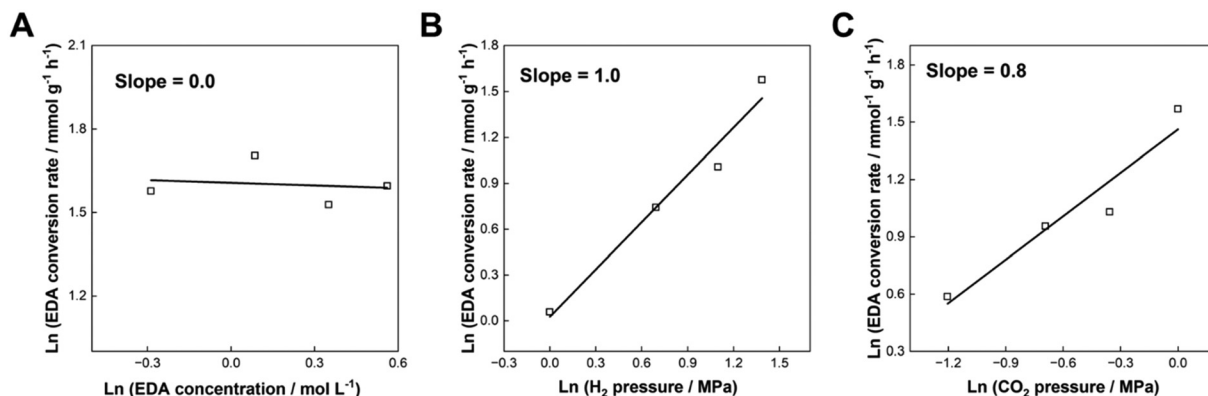 A
Ln (EDA conversion rate / mmol g⁻¹ h⁻¹)
2.1
1.8
1.5
1.2
Slope = 0.0
−0.3 0.0 0.3 0.6
Ln (EDA concentration / mol L⁻¹)
B
Ln (EDA conversion rate / mmol g⁻¹ h⁻¹)
1.8
1.5
1.2
0.9
0.6
0.3
0.0
Slope = 1.0
−0.3 0.0 0.3 0.6 0.9 1.2 1.5
Ln (H₂ pressure / MPa)
C
Ln (EDA conversion rate / mmol⁻¹ g⁻¹ h⁻¹)
1.8
1.5
1.2
0.9
0.6
0.3
Slope = 0.8
−1.2 −0.9 −0.6 −0.3 0.0
Ln (CO₂ pressure / MPa)